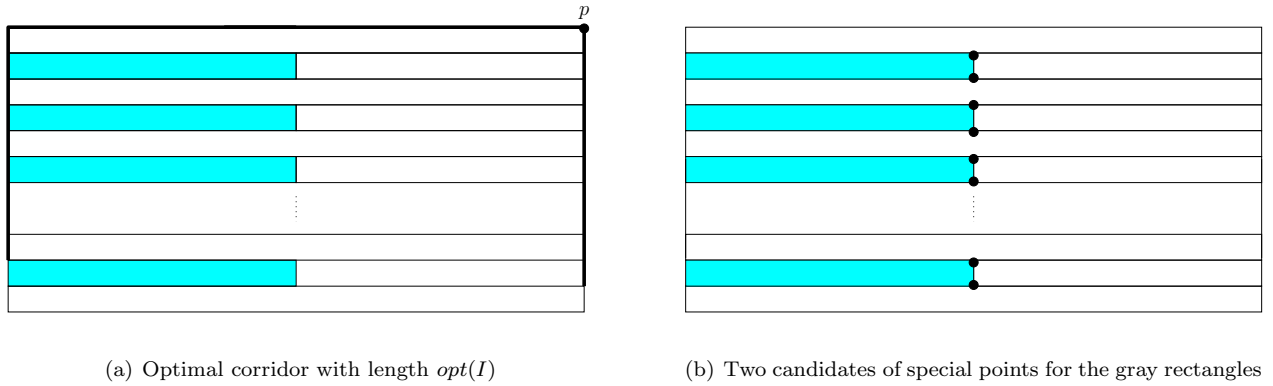 p
(a) Optimal corridor with length opt(I)
(b) Two candidates of special points for the gray rectangles